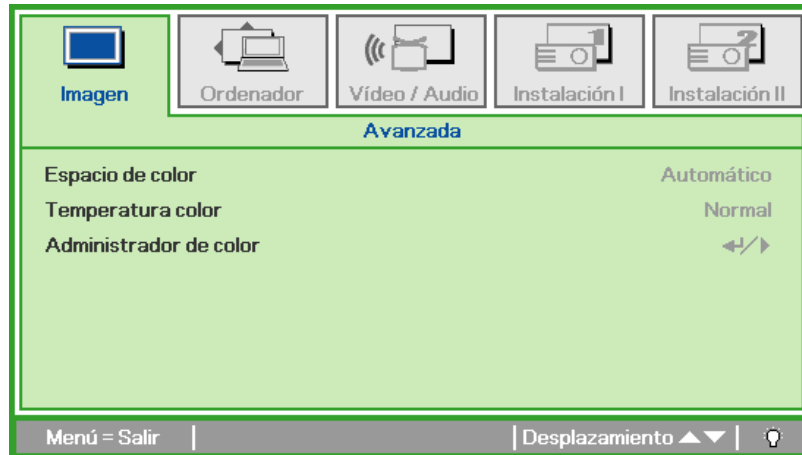 Imagen Ordenador Vídeo / Audio Instalación I Instalación II
Avanzada
Espacio de color Automático
Temperatura color Normal
Administrador de color
Menú = Salir Desplazamiento